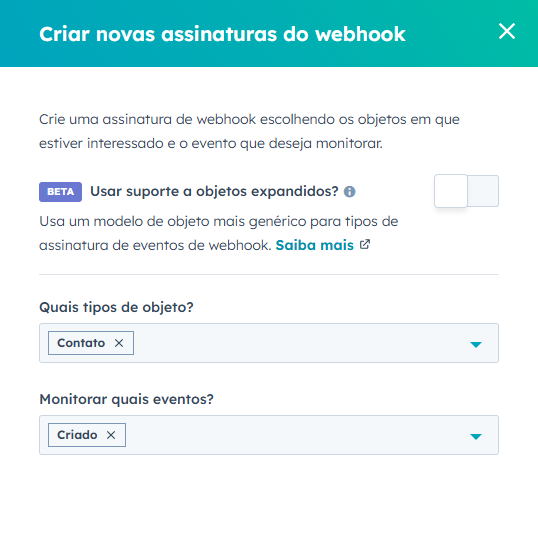 Criar novas assinaturas do webhook
Crie uma assinatura de webhook escolhendo os objetos em que
estiver interessado e o evento que deseja monitorar.
BETA Usar suporte a objetos expandidos?
Usa um modelo de objeto mais genérico para tipos de
assinatura de eventos de webhook. Saiba mais
Quais tipos de objeto?
Contato
Monitorar quais eventos?
Criado